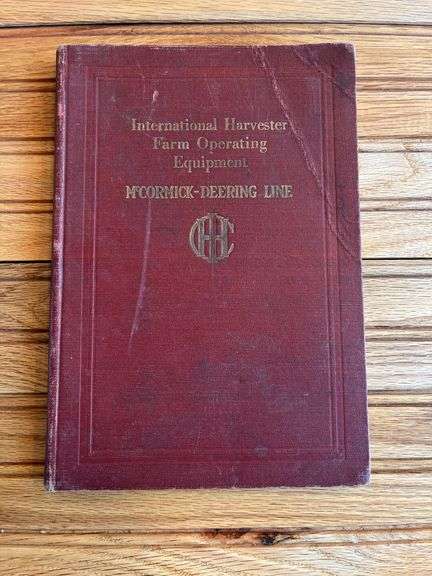 International Harvester
Farm Operating
Equipment
McCORMICK-DEERING LINE
IHC